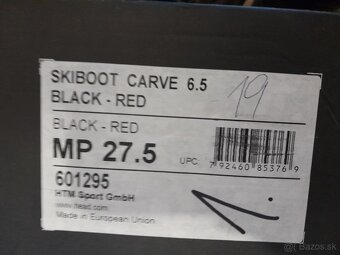 SKIBOOT CARVE 6.5
19
BLACK - RED
BLACK - RED
MP 27.5
UPC
7 92460 85376 9
601295
HTM Sport GmbH
www.head.com
Made in European Union
Bazos.sk